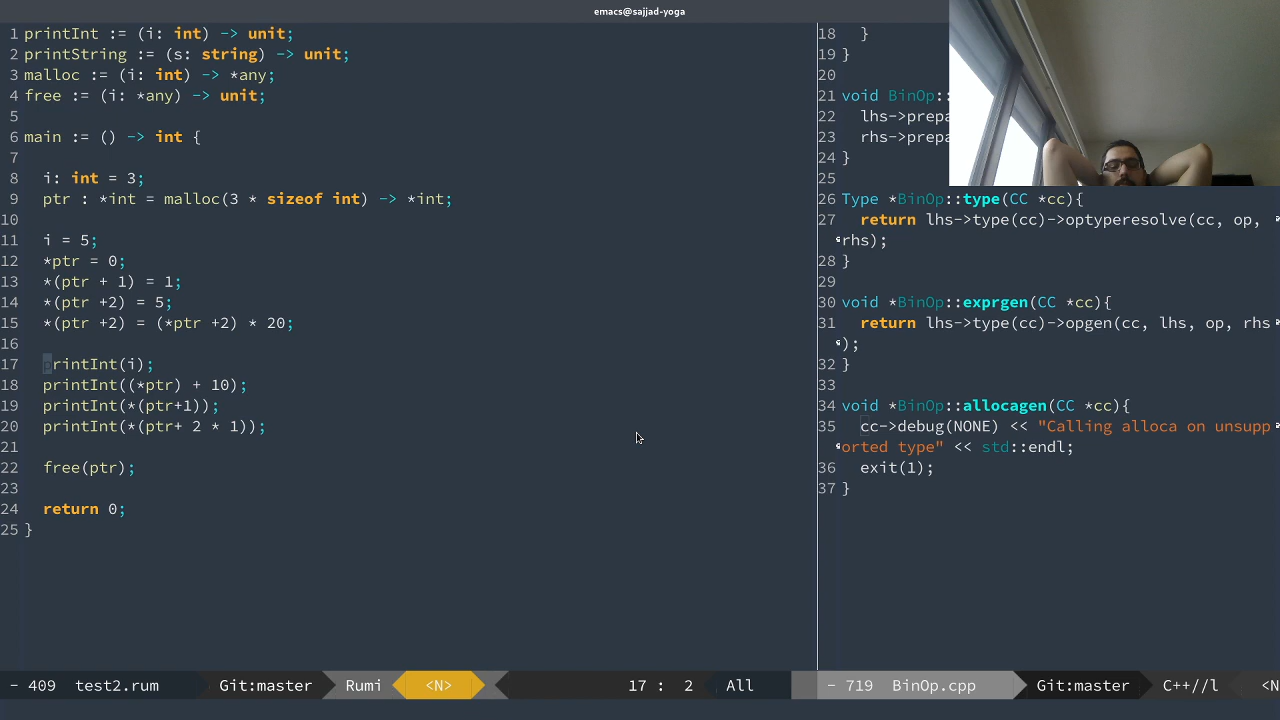 emacs@sajjad-yoga
1 printInt := (i: int) -> unit;
2 printString := (s: string) -> unit;
3 malloc := (i: int) -> *any;
4 free := (i: *any) -> unit;
5
6 main := () -> int {
7
8 i: int = 3;
9 ptr : *int = malloc(3 * sizeof int) -> *int;
10
11 i = 5;
12 *ptr = 0;
13 *(ptr + 1) = 1;
14 *(ptr +2) = 5;
15 *(ptr +2) = (*ptr +2) * 20;
16
17 printInt(i);
18 printInt((*ptr) + 10);
19 printInt(*(ptr+1));
20 printInt(*(ptr+ 2 * 1));
21
22 free(ptr);
23
24 return 0;
25 }
18 }
19 }
20
21 void BinOp::
22 lhs->prepa
23 rhs->prepa
24 }
25
26 Type *BinOp::type(CC *cc){
27 return lhs->type(cc)->optyperesolve(cc, op,
rhs);
28 }
29
30 void *BinOp::exprgen(CC *cc){
31 return lhs->type(cc)->opgen(cc, lhs, op, rhs
);
32 }
33
34 void *BinOp::allocagen(CC *cc){
35 cc->debug(NONE) << "Calling alloca on unsupp
orted type" << std::endl;
36 exit(1);
37 }
- 409 test2.rum Git:master Rumi <N> 17 : 2 All
- 719 BinOp.cpp Git:master C++//l <N